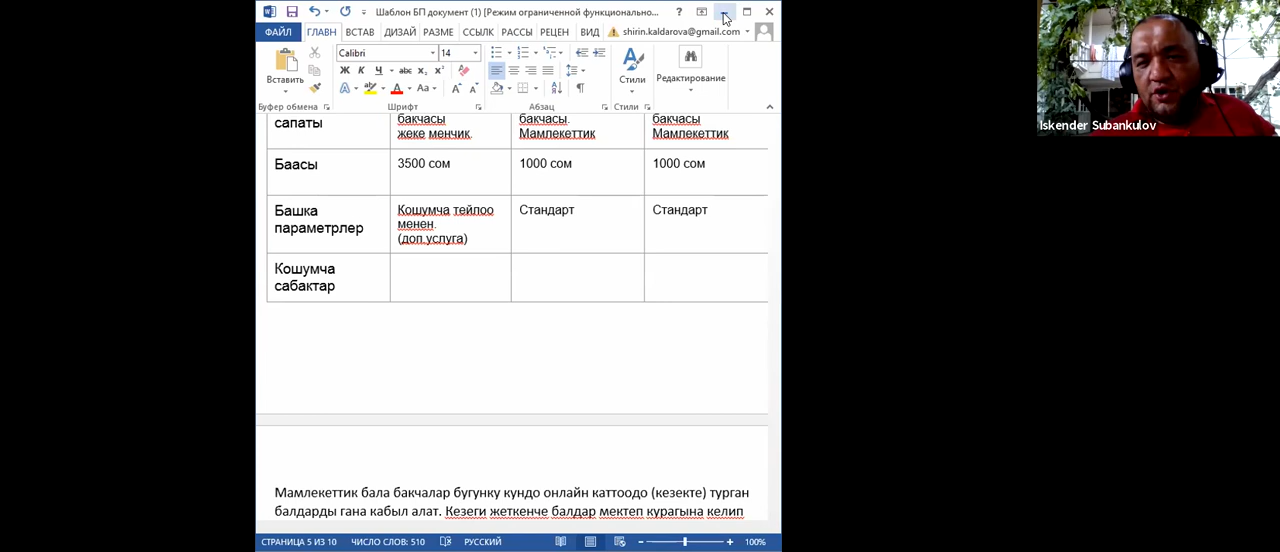 Шаблон БП документ (1) [Режим ограниченной функционально...
ФАЙЛ ГЛАВН ВСТАВ ДИЗАЙ РАЗМЕ ССЫЛК РАССЫ РЕЦЕН ВИД shirin.kaldarova@gmail.com
Calibri 14
Вставить
Ж К Ч abc x₂ x²
Aa
Стили
Редактирование
Буфер обмена
Шрифт
Абзац
Стили
сапаты
бакчасы
жеке менчик.
бакчасы.
Мамлекеттик
бакчасы
Мамлекеттик
Баасы
3500 сом
1000 сом
1000 сом
Башка
параметрлер
Кошумча тейлоо
менен.
(доп.услуга)
Стандарт
Стандарт
Кошумча
сабактар
Мамлекеттик бала бакчалар бугунку кундо онлайн каттоодо (кезекте) турган
балдарды гана кабыл алат. Кезеги жеткенче балдар мектеп курагына келип
СТРАНИЦА 5 ИЗ 10 ЧИСЛО СЛОВ: 510 РУССКИЙ 100%
Iskender Subankulov